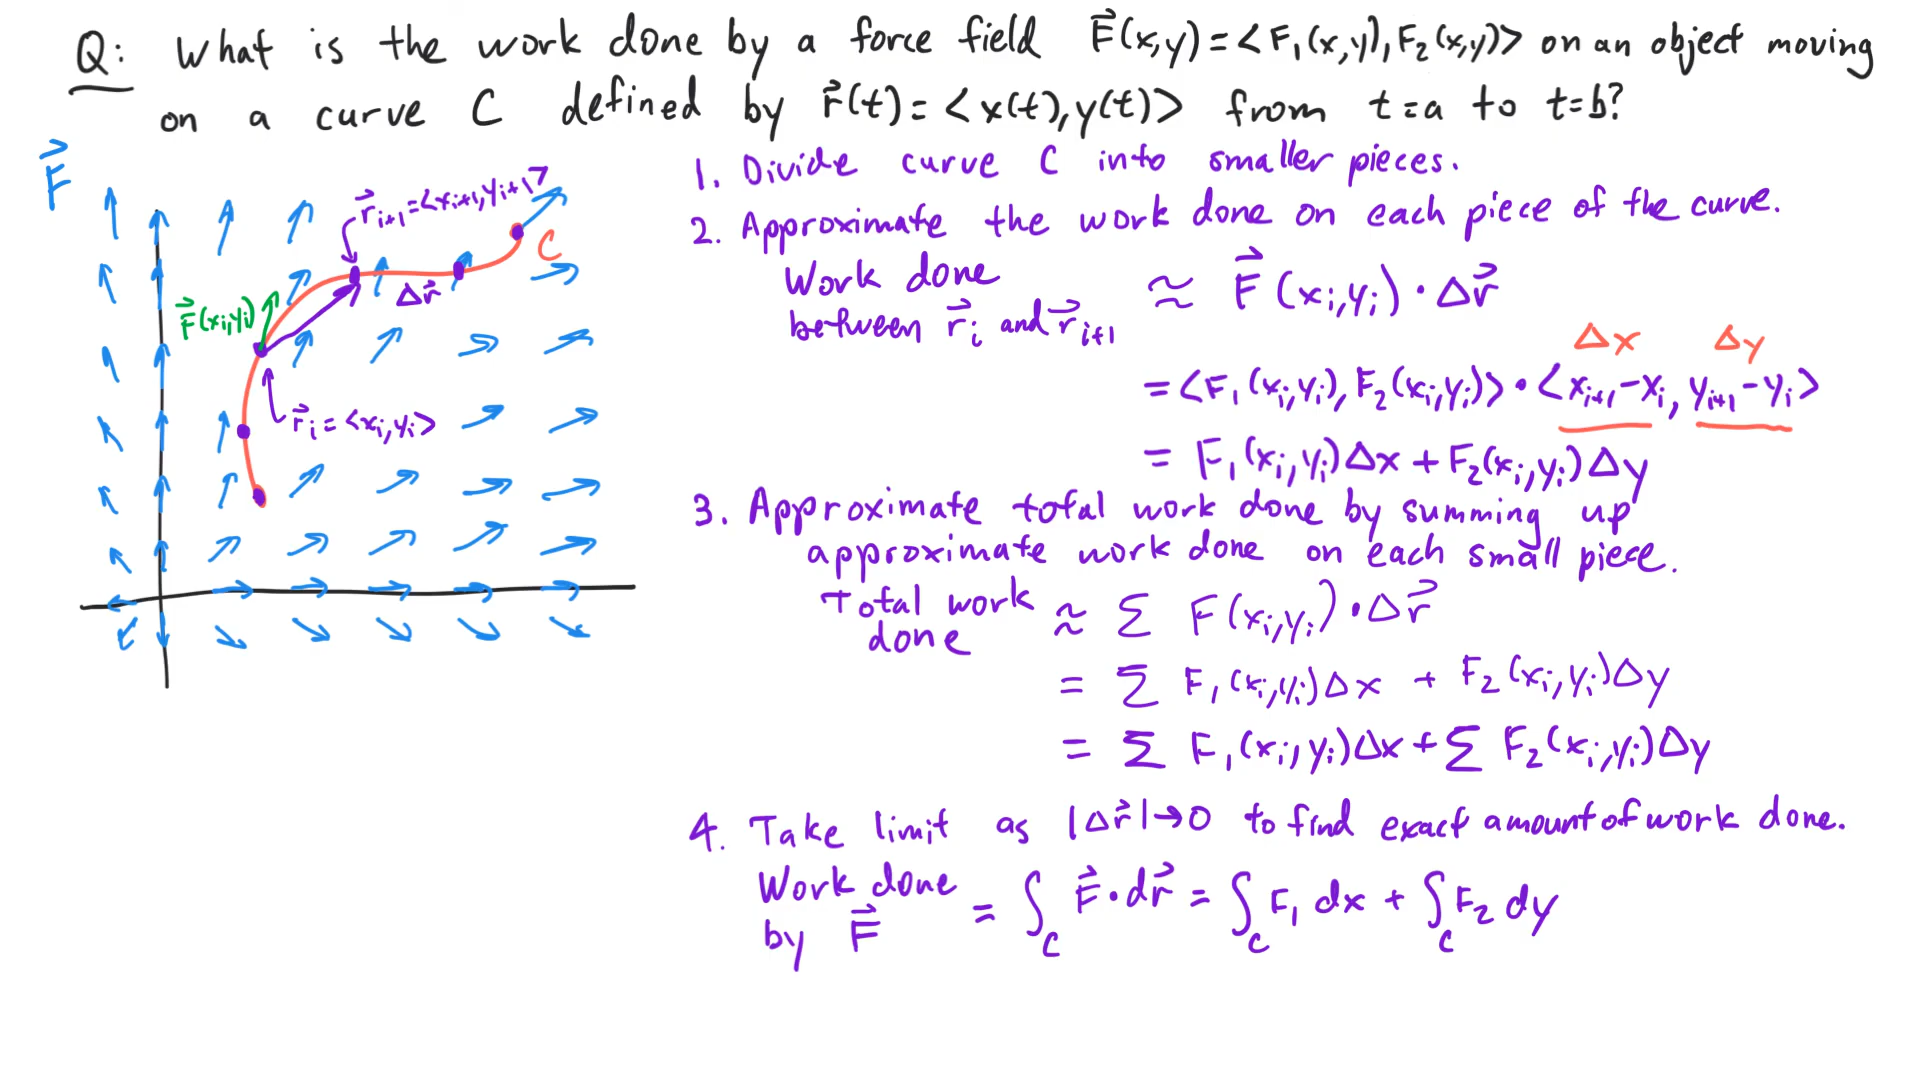 Q: What is the work done by a force field F⃗(x,y) = <F₁(x,y), F₂(x,y)> on an object moving
on a curve C defined by r⃗(t) = <x(t), y(t)> from t=a to t=b?
F⃗
r⃗ᵢ₊₁ = <xᵢ₊₁, yᵢ₊₁>
C
F⃗(xᵢ,yᵢ)
Δr⃗
r⃗ᵢ = <xᵢ, yᵢ>
1. Divide curve C into smaller pieces.
2. Approximate the work done on each piece of the curve.
Work done
between r⃗ᵢ and r⃗ᵢ₊₁
≈ F⃗(xᵢ,yᵢ) · Δr⃗
Δx Δy
= <F₁(xᵢ,yᵢ), F₂(xᵢ,yᵢ)> · <xᵢ₊₁ - xᵢ, yᵢ₊₁ - yᵢ>
= F₁(xᵢ,yᵢ)Δx + F₂(xᵢ,yᵢ)Δy
3. Approximate total work done by summing up
approximate work done on each small piece.
Total work
done
≈ Σ F(xᵢ,yᵢ) · Δr⃗
= Σ F₁(xᵢ,yᵢ)Δx + F₂(xᵢ,yᵢ)Δy
= Σ F₁(xᵢ,yᵢ)Δx + Σ F₂(xᵢ,yᵢ)Δy
4. Take limit as |Δr⃗|→0 to find exact amount of work done.
Work done
by F⃗
= ∫_C F⃗ · dr⃗ = ∫_C F₁ dx + ∫_C F₂ dy